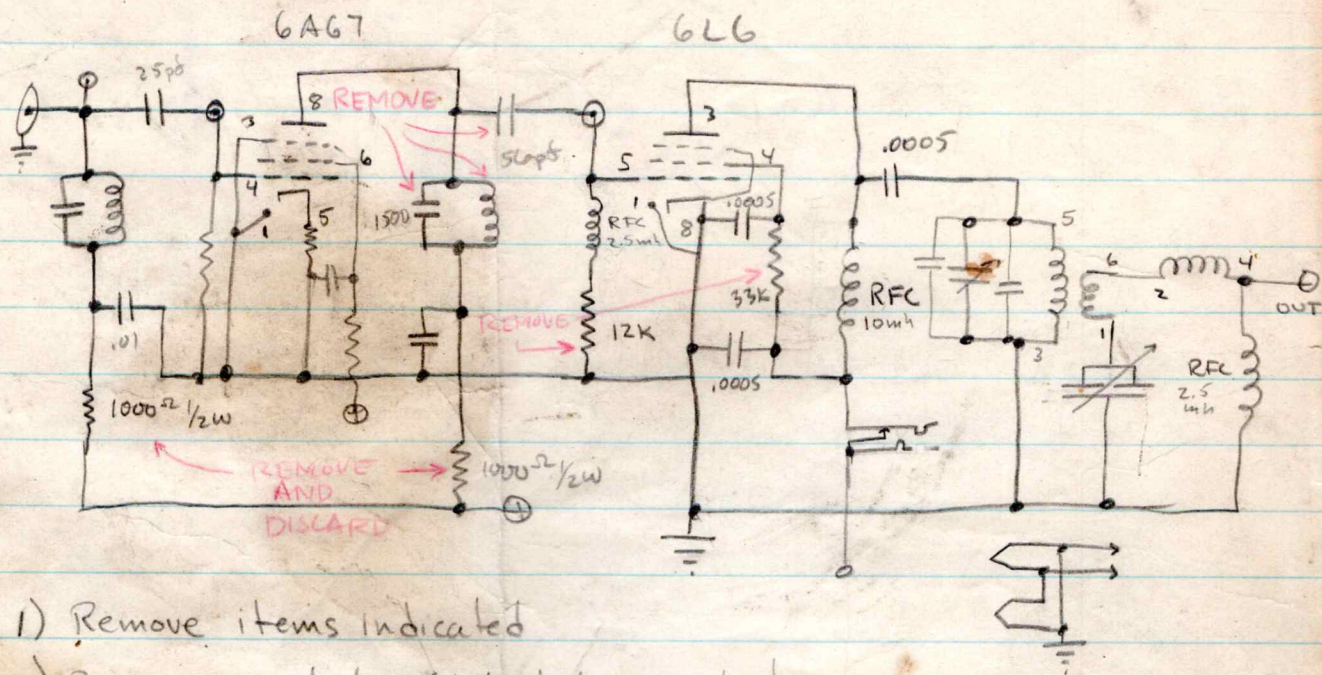 6AG7 6L6
25pf
8 REMOVE 3
3 6 .0005
56pf 5 4
4 .0005
1 5 .1500 RFC 1 8 5
2.5mh 6 4
33K RFC 2 OUT
10mh
.01 REMOVE 12K 1
3
.0005 RFC
1000Ω 1/2W 2.5
mh
REMOVE 1000Ω 1/2W
AND
DISCARD
1) Remove items indicated